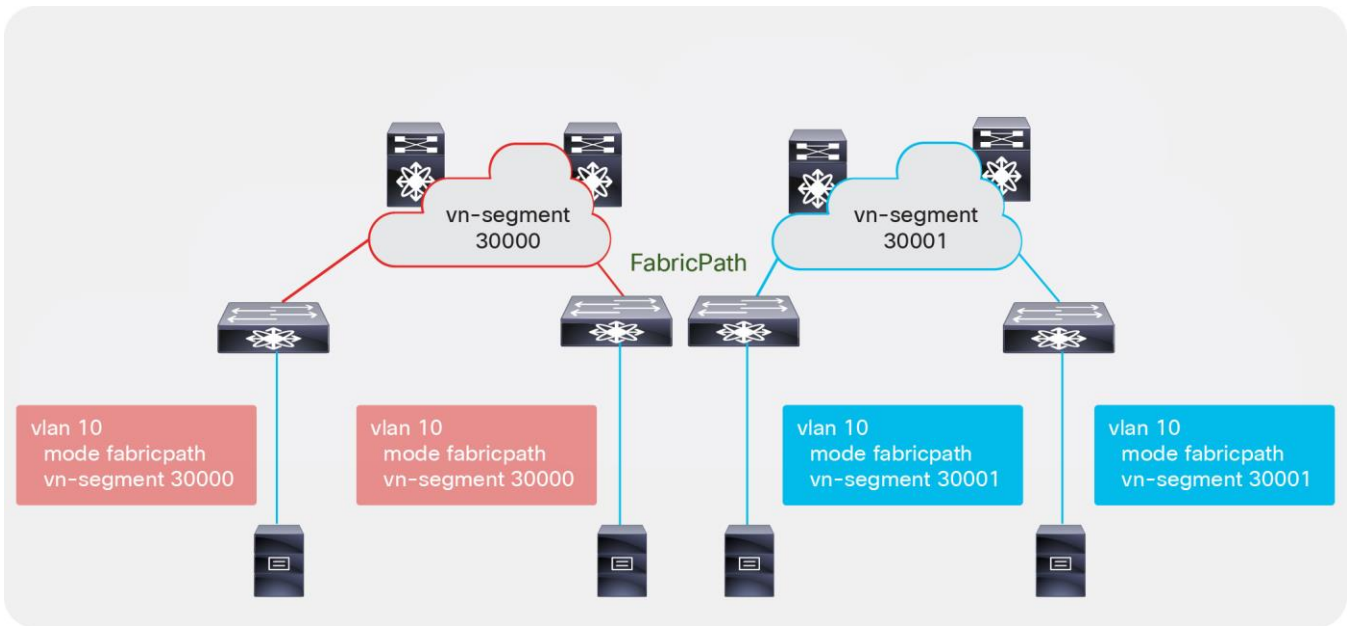 vn-segment
30000
vn-segment
30001
FabricPath
vlan 10
mode fabricpath
vn-segment 30000
vlan 10
mode fabricpath
vn-segment 30000
vlan 10
mode fabricpath
vn-segment 30001
vlan 10
mode fabricpath
vn-segment 30001